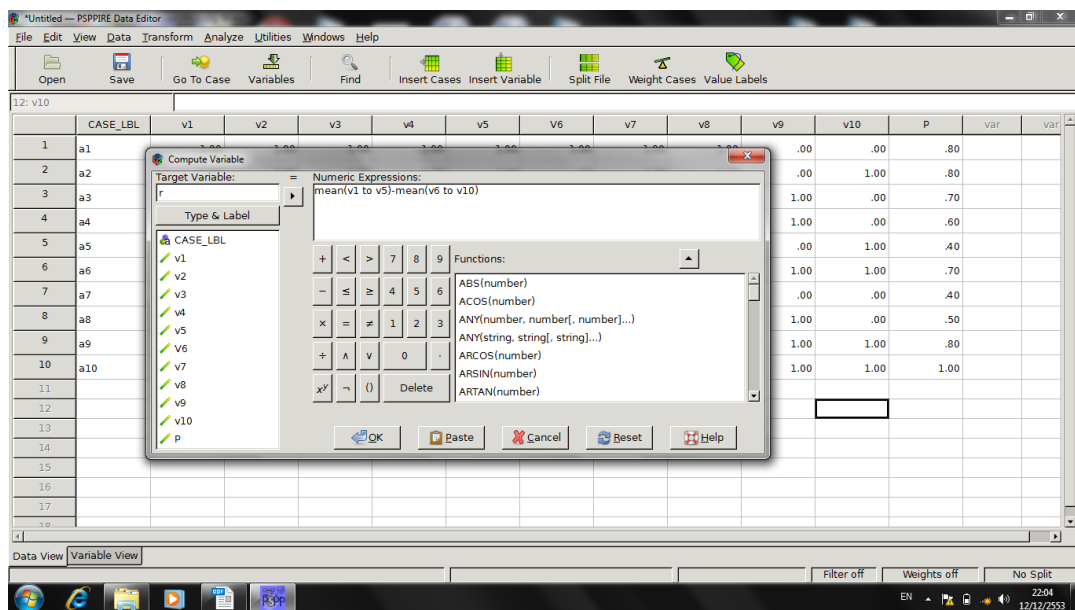 *Untitled — PSPPIRE Data Editor
File Edit View Data Transform Analyze Utilities Windows Help
Open Save Go To Case Variables Find Insert Cases Insert Variable Split File Weight Cases Value Labels
12: v10
CASE_LBL v1 v2 v3 v4 v5 V6 v7 v8 v9 v10 P var var
1 a1 .00 .00 .80
2 a2 .00 1.00 .80
3 a3 1.00 .00 .70
4 a4 1.00 .00 .60
5 a5 .00 1.00 .40
6 a6 1.00 1.00 .70
7 a7 .00 .00 .40
8 a8 1.00 .00 .50
9 a9 1.00 1.00 .80
10 a10 1.00 1.00 1.00
11
12
13
14
15
16
17
18
Compute Variable
Target Variable: = Numeric Expressions:
r mean(v1 to v5)-mean(v6 to v10)
Type & Label
CASE_LBL
v1
v2
v3
v4
v5
V6
v7
v8
v9
v10
P
+ < > 7 8 9
− ≤ ≥ 4 5 6
× = ≠ 1 2 3
÷ ∧ ∨ 0 .
xʸ ¬ () Delete
Functions:
ABS(number)
ACOS(number)
ANY(number, number[, number]...)
ANY(string, string[, string]...)
ARCOS(number)
ARSIN(number)
ARTAN(number)
OK Paste Cancel Reset Help
Data View Variable View
Filter off Weights off No Split
EN 22:04
12/12/2553